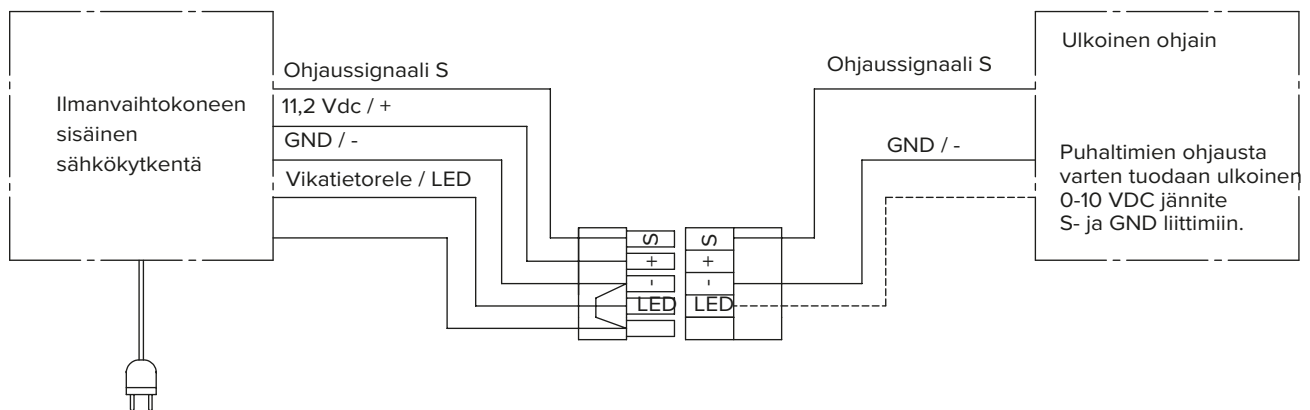 Ilmanvaihtokoneen
sisäinen
sähkökytkentä
Ohjaussignaali S
11,2 Vdc / +
GND / -
Vikatietorele / LED
S
+
-
LED
S
+
-
LED
Ohjaussignaali S
GND / -
Ulkoinen ohjain
Puhaltimien ohjausta
varten tuodaan ulkoinen
0-10 VDC jännite
S- ja GND liittimiin.